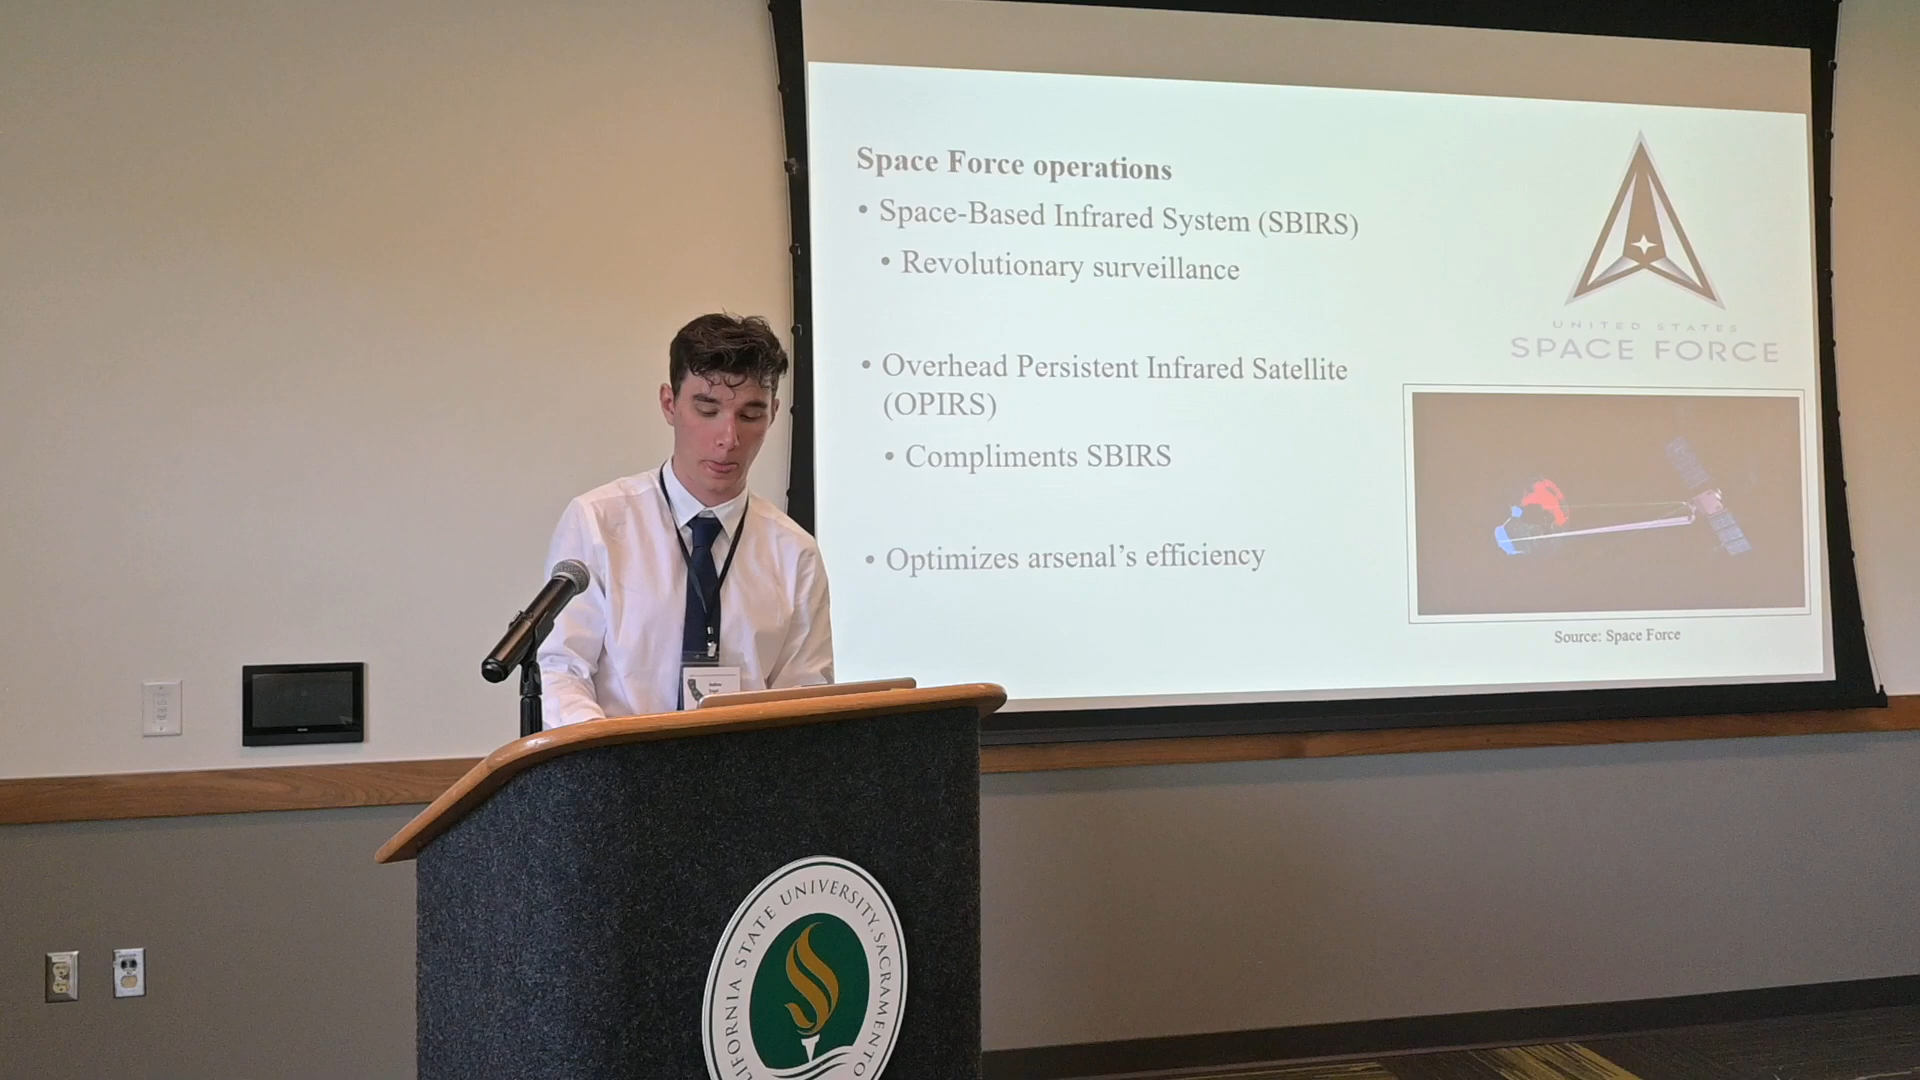 Space Force operations
• Space-Based Infrared System (SBIRS)
• Revolutionary surveillance
• Overhead Persistent Infrared Satellite
(OPIRS)
• Compliments SBIRS
• Optimizes arsenal's efficiency
UNITED STATES
SPACE FORCE
Source: Space Force
CALIFORNIA STATE UNIVERSITY, SACRAMENTO